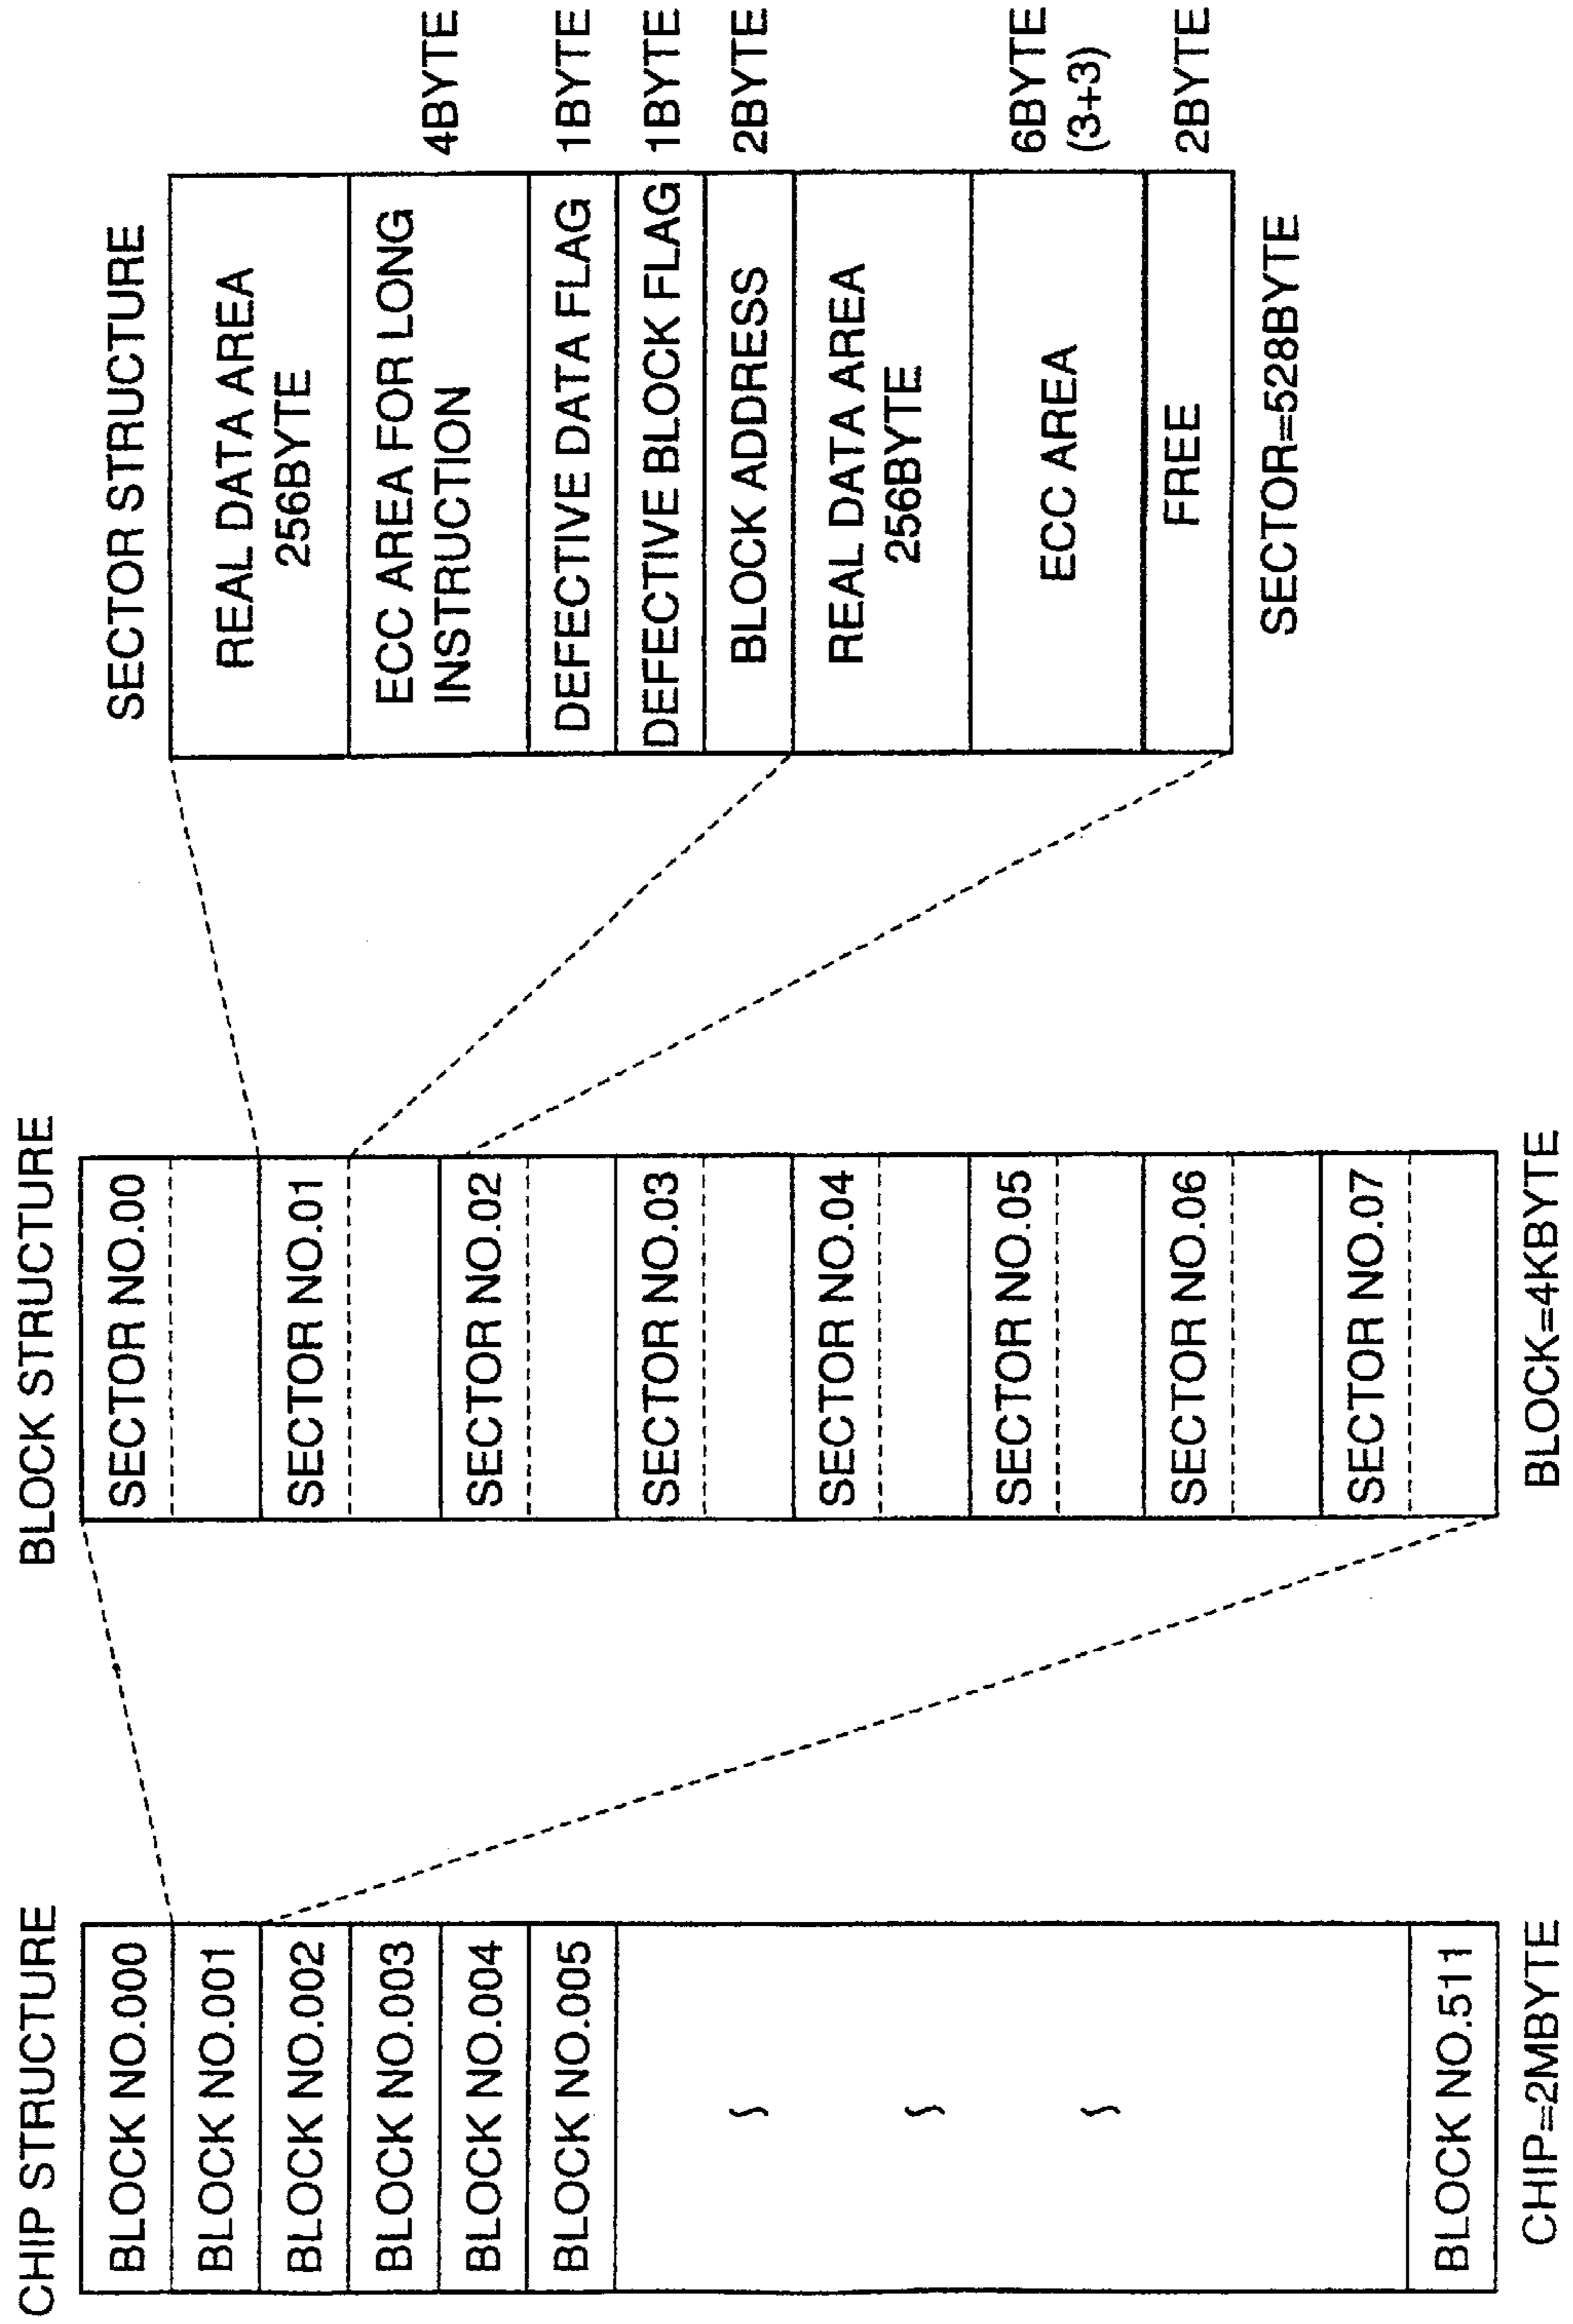 CHIP STRUCTURE
BLOCK NO.000
BLOCK NO.001
BLOCK NO.002
BLOCK NO.003
BLOCK NO.004
BLOCK NO.005
BLOCK NO.511
CHIP=2MBYTE
BLOCK STRUCTURE
SECTOR NO.00
SECTOR NO.01
SECTOR NO.02
SECTOR NO.03
SECTOR NO.04
SECTOR NO.05
SECTOR NO.06
SECTOR NO.07
BLOCK=4KBYTE
SECTOR STRUCTURE
REAL DATA AREA
256BYTE
ECC AREA FOR LONG
INSTRUCTION
4BYTE
DEFECTIVE DATA FLAG
1BYTE
DEFECTIVE BLOCK FLAG
1BYTE
BLOCK ADDRESS
2BYTE
REAL DATA AREA
256BYTE
ECC AREA
6BYTE
(3+3)
FREE
2BYTE
SECTOR=528BYTE